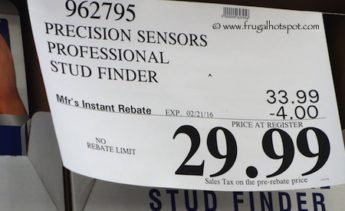 962795
© www.frugalhotspot.com
PRECISION SENSORS
PROFESSIONAL
STUD FINDER
33.99
Mfr's Instant Rebate EXP. 02/21/16 -4.00
PRICE AT REGISTER
NO
REBATE LIMIT
29.99
Sales Tax on the pre-rebate price
STUD FINDER